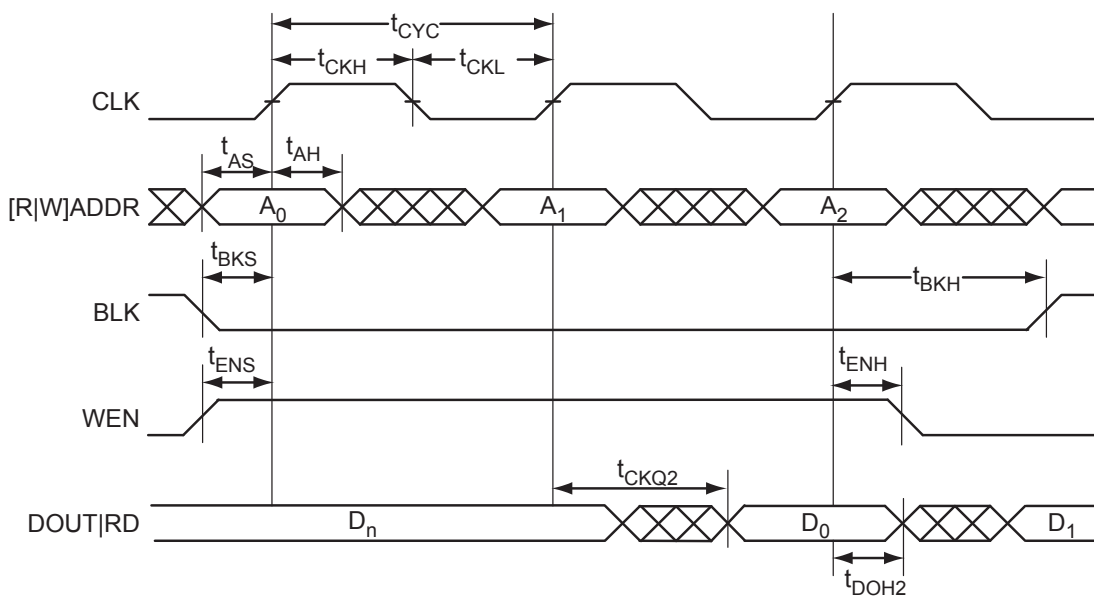 tCYC
tCKH tCKL
CLK
tAS tAH
[R|W]ADDR A0 A1 A2
tBKS tBKH
BLK
tENS tENH
WEN
tCKQ2
DOUT|RD Dn D0 D1
tDOH2